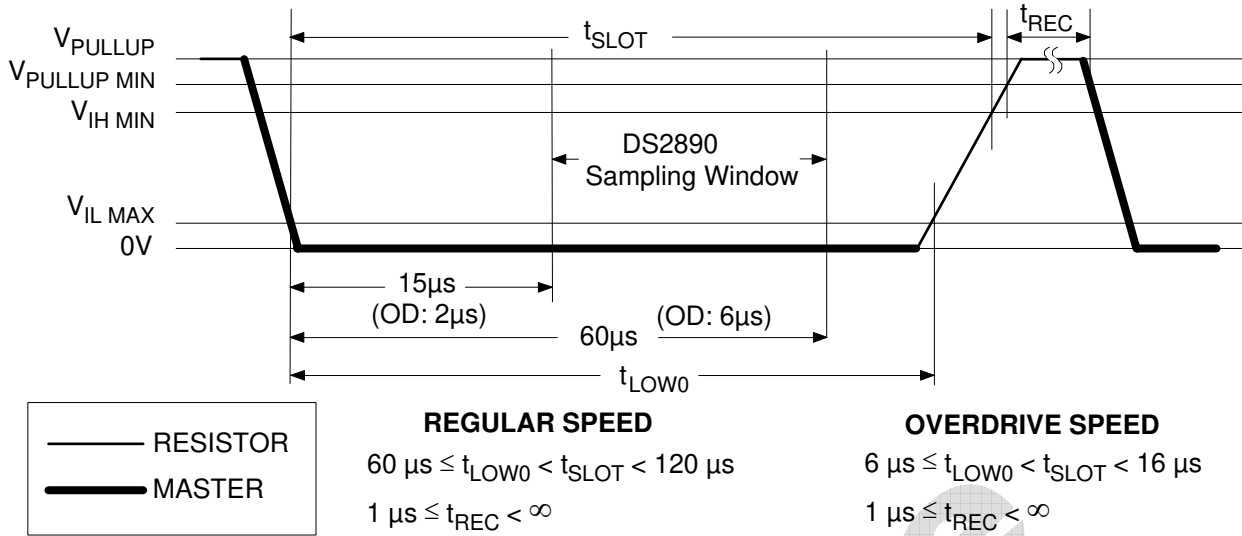 tSLOT
tREC
VPULLUP
VPULLUP MIN
VIH MIN
DS2890
Sampling Window
VIL MAX
0V
15µs
(OD: 2µs)
(OD: 6µs)
60µs
tLOW0
RESISTOR
MASTER
REGULAR SPEED
60 µs ≤ tLOW0 < tSLOT < 120 µs
1 µs ≤ tREC < ∞
OVERDRIVE SPEED
6 µs ≤ tLOW0 < tSLOT < 16 µs
1 µs ≤ tREC < ∞